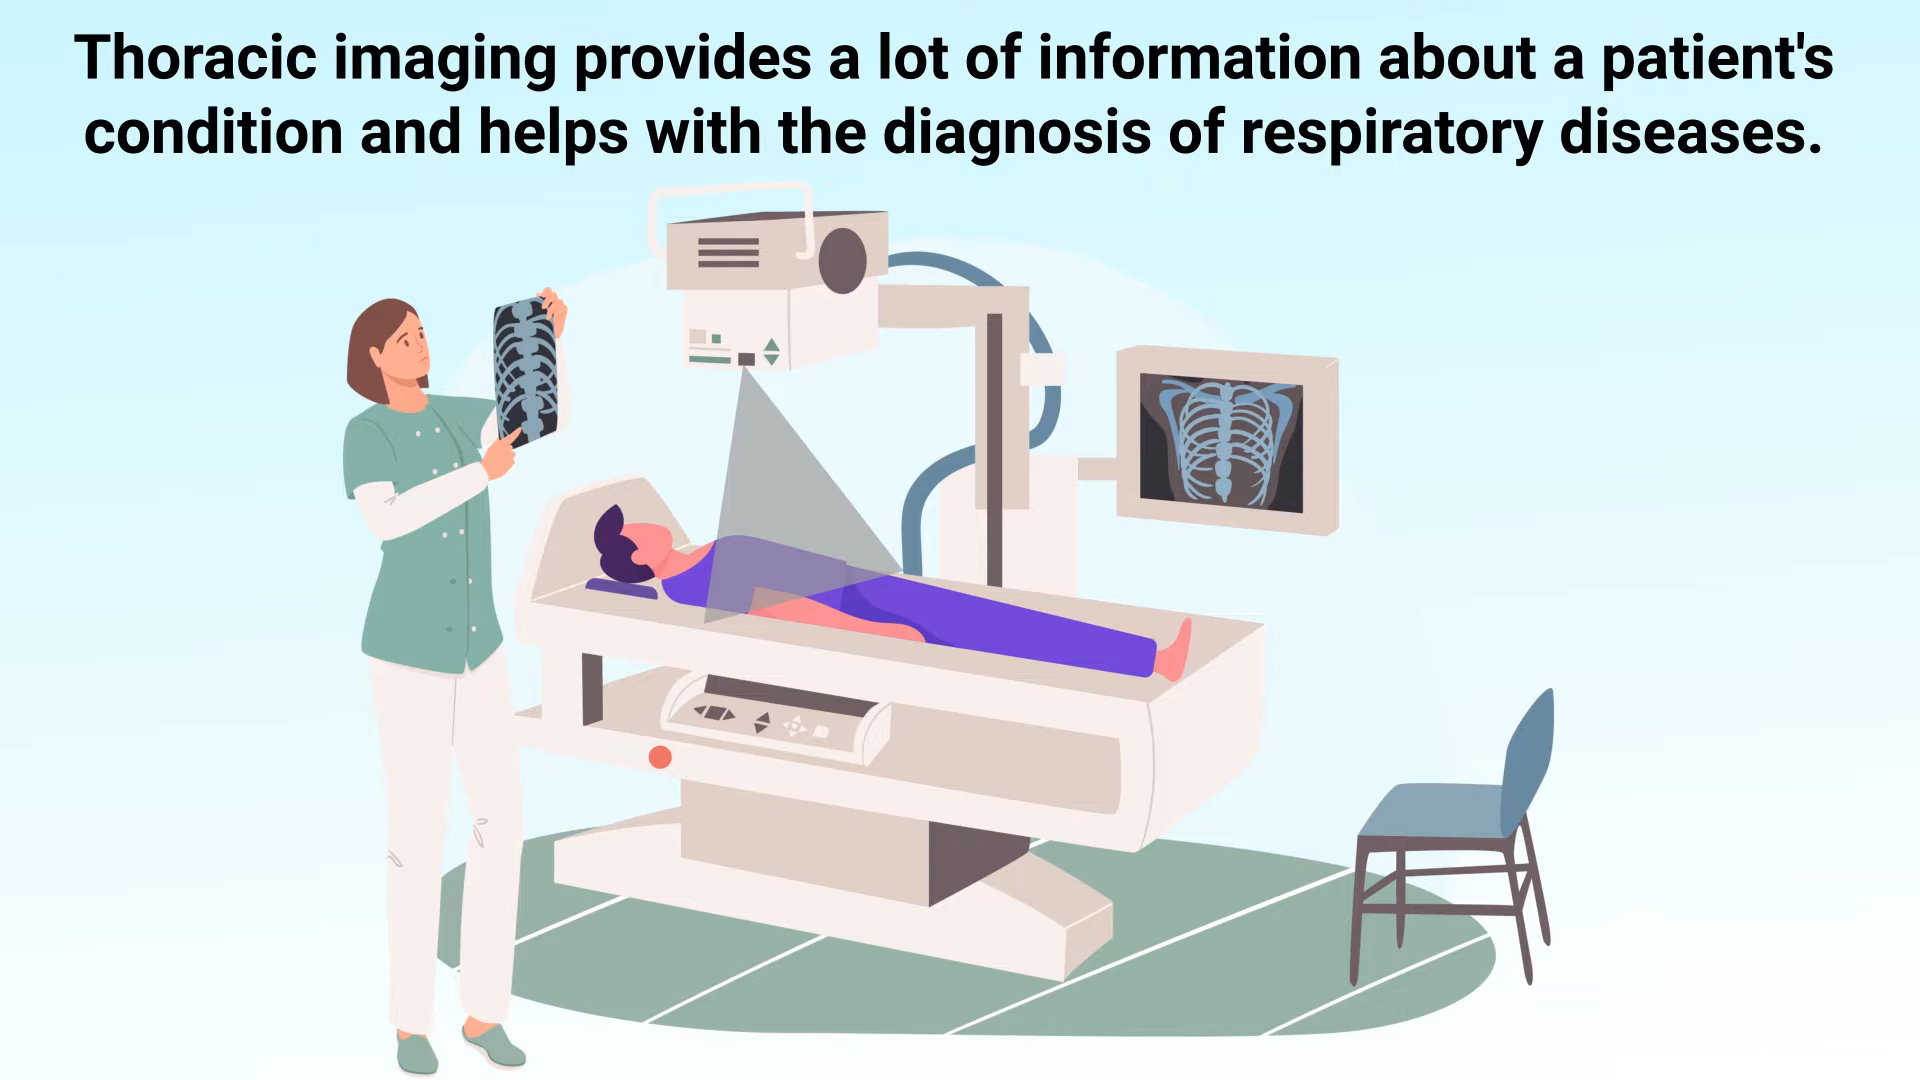 Thoracic imaging provides a lot of information about a patient's
condition and helps with the diagnosis of respiratory diseases.